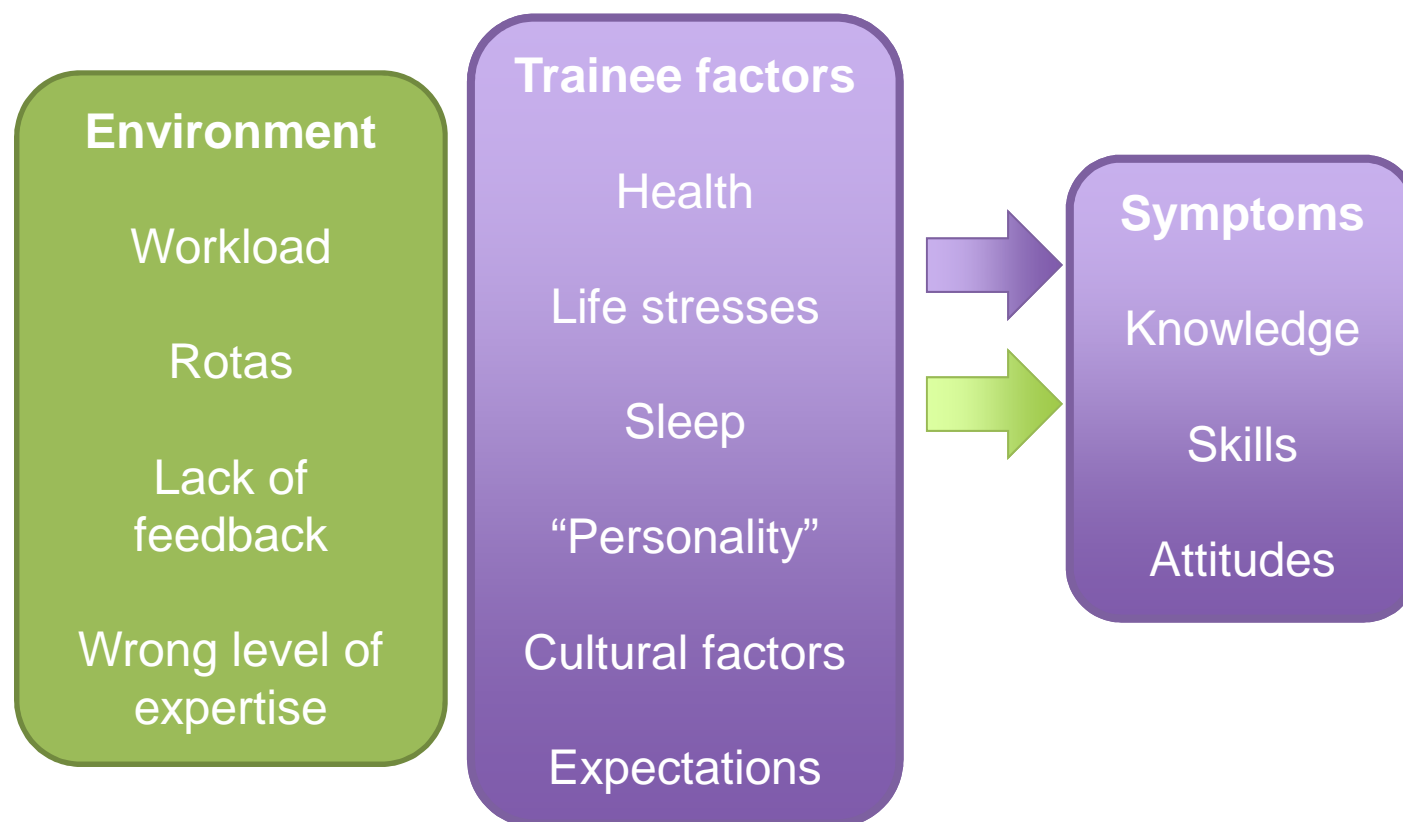 Environment
Workload
Rotas
Lack of
feedback
Wrong level of
expertise
Trainee factors
Health
Life stresses
Sleep
“Personality”
Cultural factors
Expectations
Symptoms
Knowledge
Skills
Attitudes